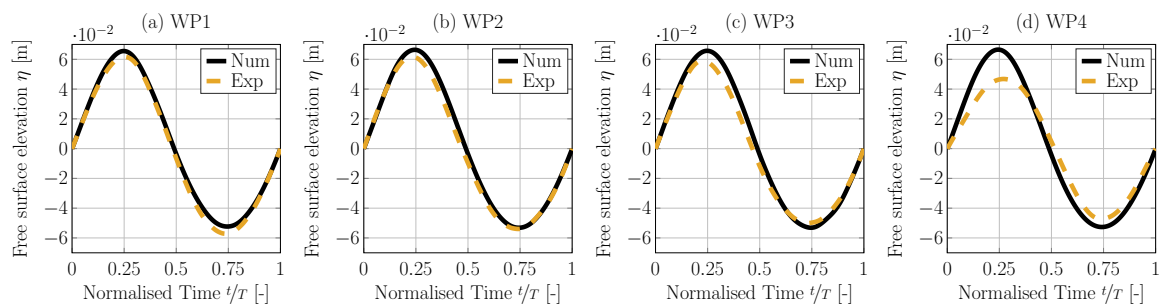 (a) WP1
·10⁻²
Free surface elevation η [m]
6
4
2
0
−2
−4
−6
Num
Exp
0 0.25 0.5 0.75 1
Normalised Time t/T [-]
(b) WP2
·10⁻²
Free surface elevation η [m]
6
4
2
0
−2
−4
−6
Num
Exp
0 0.25 0.5 0.75 1
Normalised Time t/T [-]
(c) WP3
·10⁻²
Free surface elevation η [m]
6
4
2
0
−2
−4
−6
Num
Exp
0 0.25 0.5 0.75 1
Normalised Time t/T [-]
(d) WP4
·10⁻²
Free surface elevation η [m]
6
4
2
0
−2
−4
−6
Num
Exp
0 0.25 0.5 0.75 1
Normalised Time t/T [-]